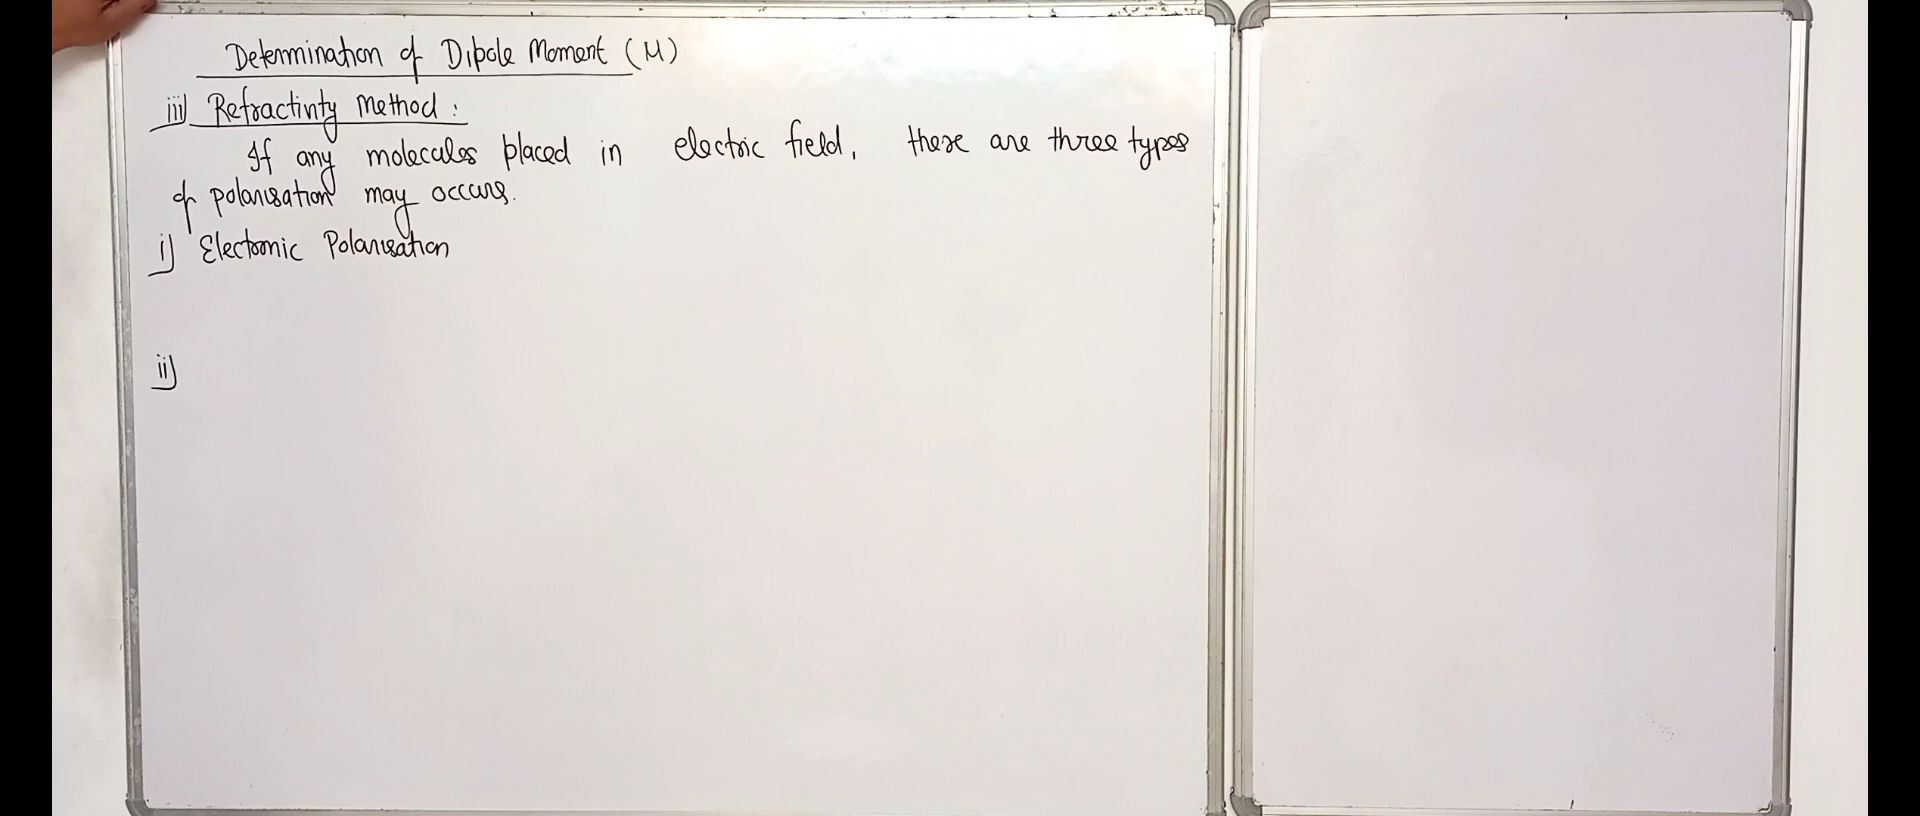 Determination of Dipole Moment (μ)
iii) Refractivity Method :
If any molecules placed in electric field, there are three types
of polarisation may occurs.
i) Electronic Polarisation
ii)